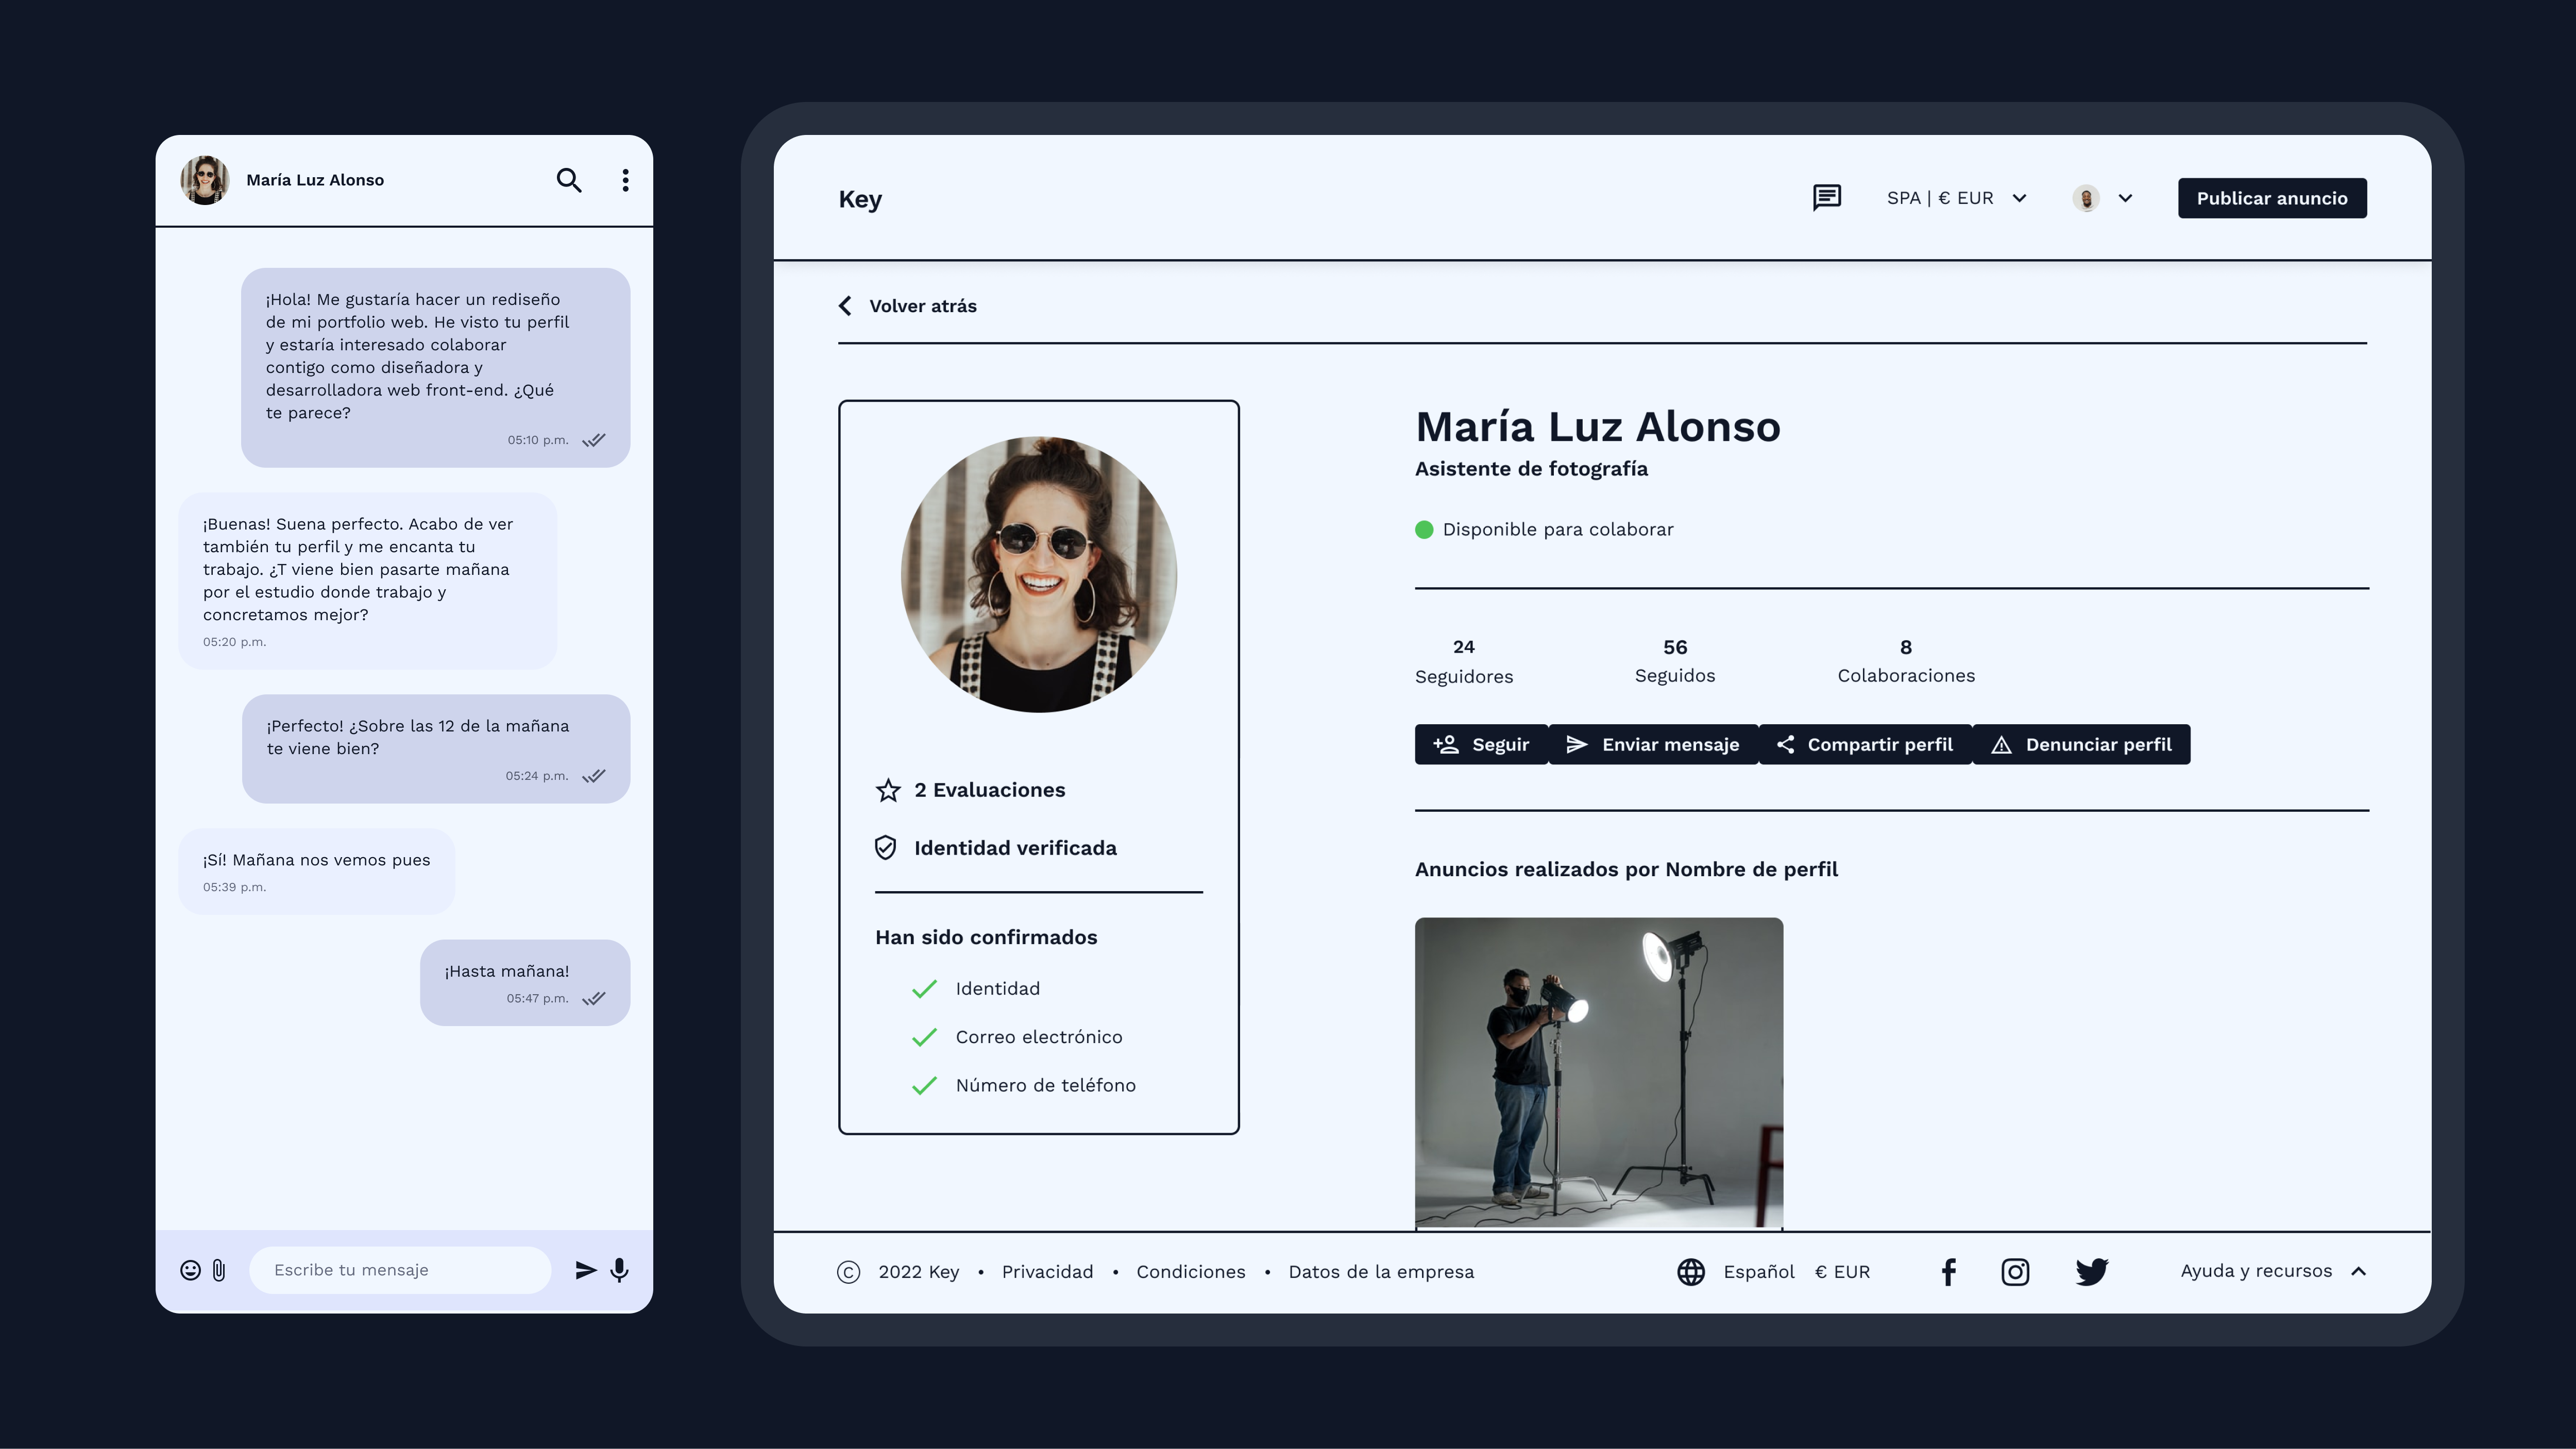 María Luz Alonso
¡Hola! Me gustaría hacer un rediseño
de mi portfolio web. He visto tu perfil
y estaría interesado colaborar
contigo como diseñadora y
desarrolladora web front-end. ¿Qué
te parece?
05:10 p.m.
¡Buenas! Suena perfecto. Acabo de ver
también tu perfil y me encanta tu
trabajo. ¿T viene bien pasarte mañana
por el estudio donde trabajo y
concretamos mejor?
05:20 p.m.
¡Perfecto! ¿Sobre las 12 de la mañana
te viene bien?
05:24 p.m.
¡Sí! Mañana nos vemos pues
05:39 p.m.
¡Hasta mañana!
05:47 p.m.
Escribe tu mensaje
Key
SPA | € EUR
Publicar anuncio
Volver atrás
2 Evaluaciones
Identidad verificada
Han sido confirmados
Identidad
Correo electrónico
Número de teléfono
María Luz Alonso
Asistente de fotografía
Disponible para colaborar
24
Seguidores
56
Seguidos
8
Colaboraciones
Seguir
Enviar mensaje
Compartir perfil
Denunciar perfil
Anuncios realizados por Nombre de perfil
© 2022 Key • Privacidad • Condiciones • Datos de la empresa
Español € EUR
Ayuda y recursos